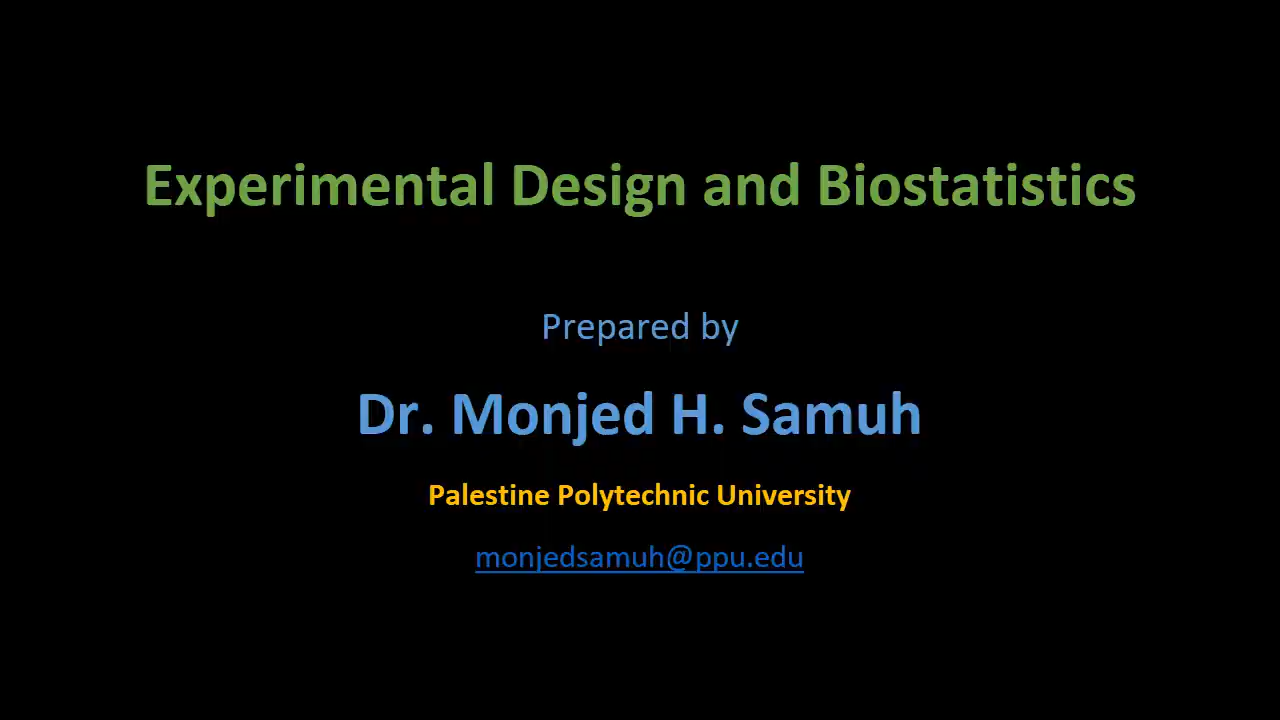 Experimental Design and Biostatistics
Prepared by
Dr. Monjed H. Samuh
Palestine Polytechnic University
monjedsamuh@ppu.edu